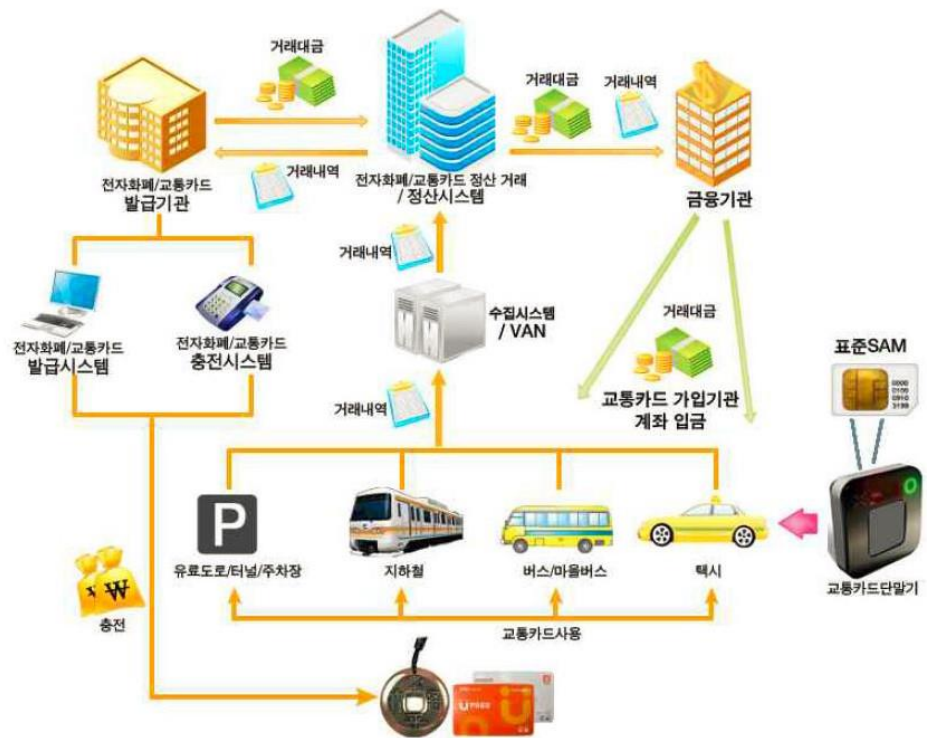 거래대금
거래대금
거래내역
거래내역
전자화폐/교통카드
발급기관
전자화폐/교통카드 정산 거래
/ 정산시스템
금융기관
거래내역
수집시스템
/ VAN
전자화폐/교통카드
발급시스템
전자화폐/교통카드
충전시스템
거래대금
표준SAM
교통카드 가입기관
계좌 입금
거래내역
P
유료도로/터널/주차장
지하철
버스/마을버스
택시
교통카드단말기
충전
교통카드사용